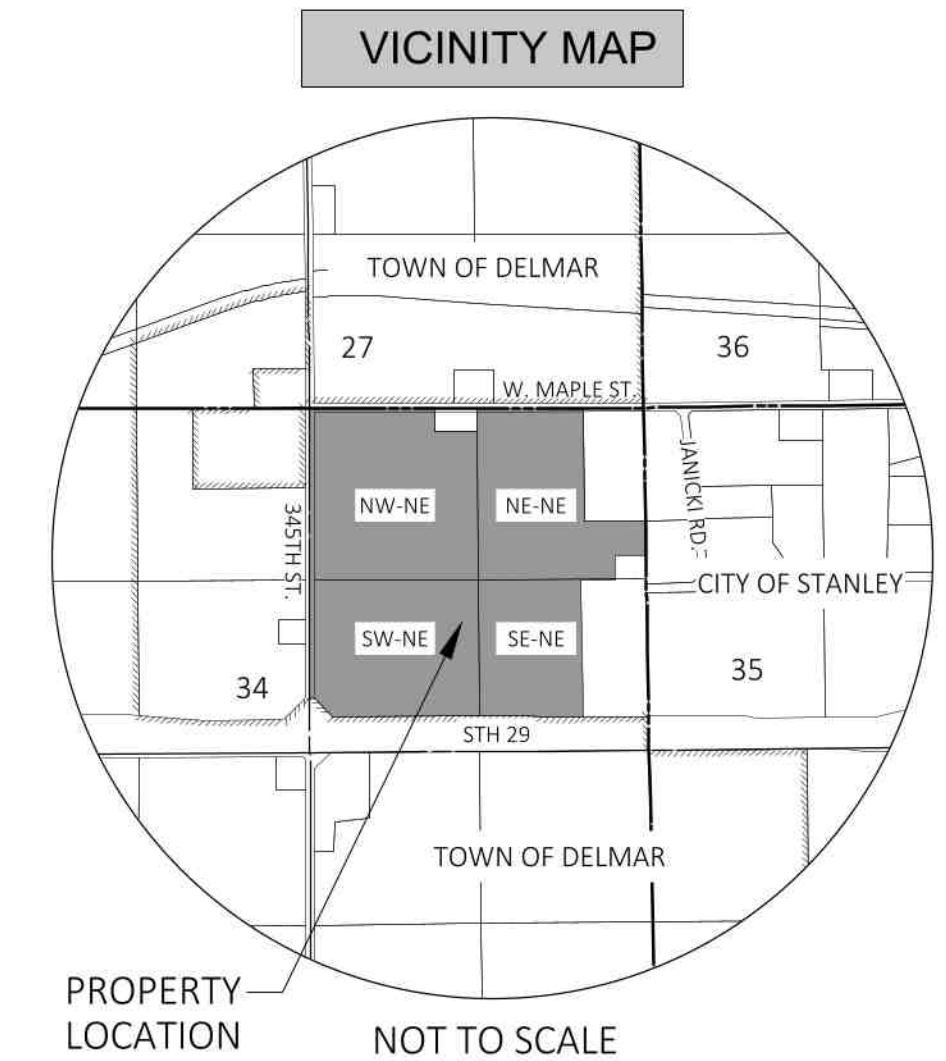 VICINITY MAP
TOWN OF DELMAR
27
36
W. MAPLE ST.
JANICKI RD.
345TH ST.
NW-NE
NE-NE
CITY OF STANLEY
SW-NE
SE-NE
34
35
STH 29
TOWN OF DELMAR
PROPERTY
LOCATION
NOT TO SCALE